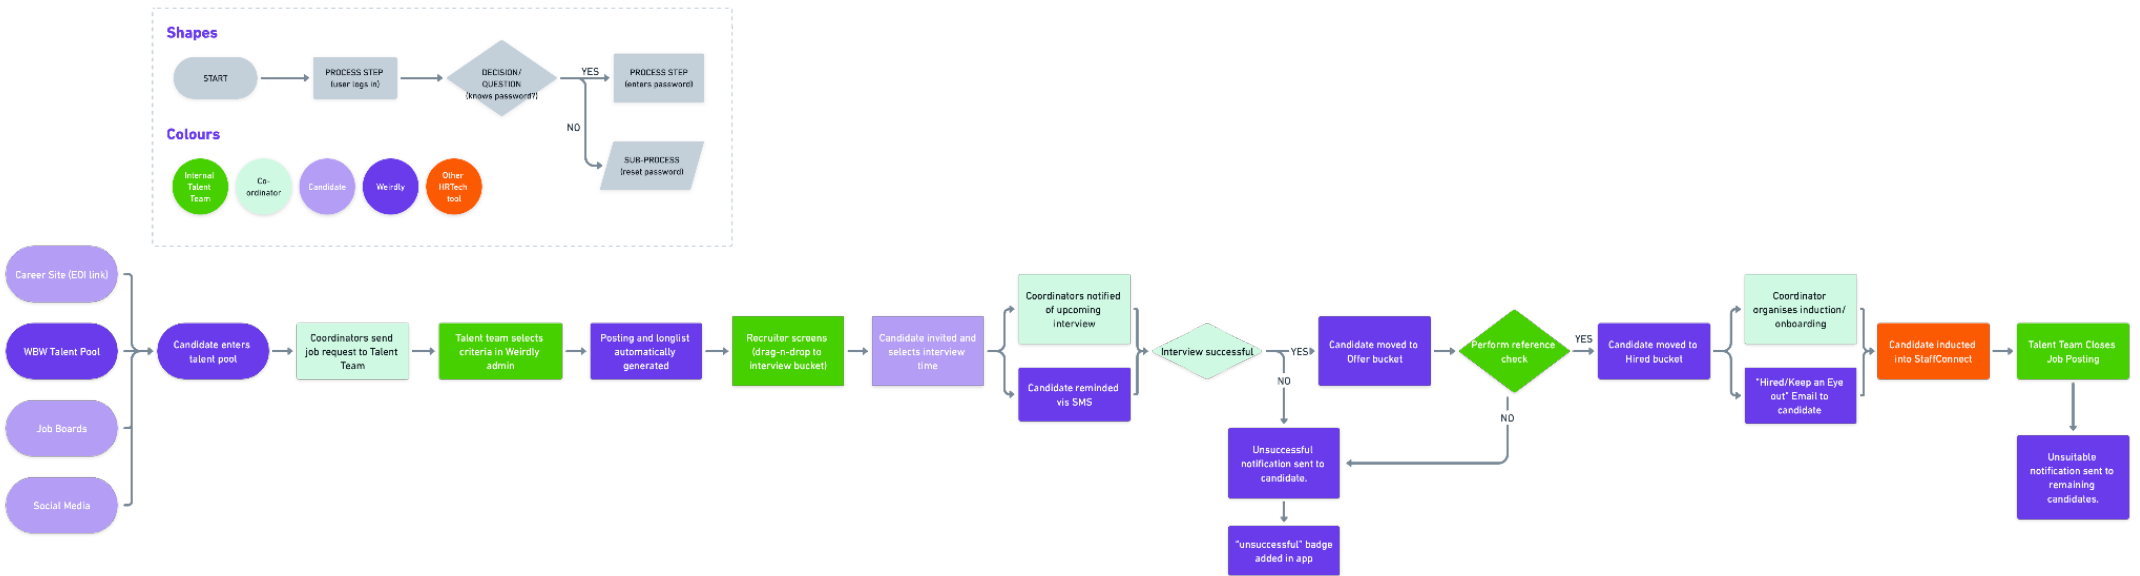 Shapes
START
PROCESS STEP
(user logs in)
DECISION/
QUESTION
(knows password?)
YES
PROCESS STEP
(enters password)
NO
SUB-PROCESS
(reset password)
Colours
Internal
Talent
Team
Co-
ordinator
Candidate
Weirdly
Other
HRTech
tool
Career Site (EOI link)
WBW Talent Pool
Job Boards
Social Media
Candidate enters
talent pool
Coordinators send
job request to Talent
Team
Talent team selects
criteria in Weirdly
admin
Posting and longlist
automatically
generated
Recruiter screens
(drag-n-drop to
interview bucket)
Candidate invited and
selects interview
time
Coordinators notified
of upcoming
interview
Candidate reminded
vis SMS
Interview successful
YES
NO
Unsuccessful
notification sent to
candidate.
"unsuccessful" badge
added in app
Candidate moved to
Offer bucket
Perform reference
check
YES
NO
Candidate moved to
Hired bucket
Coordinator
organises induction/
onboarding
"Hired/Keep an Eye
out" Email to
candidate
Candidate inducted
into StaffConnect
Talent Team Closes
Job Posting
Unsuitable
notification sent to
remaining
candidates.